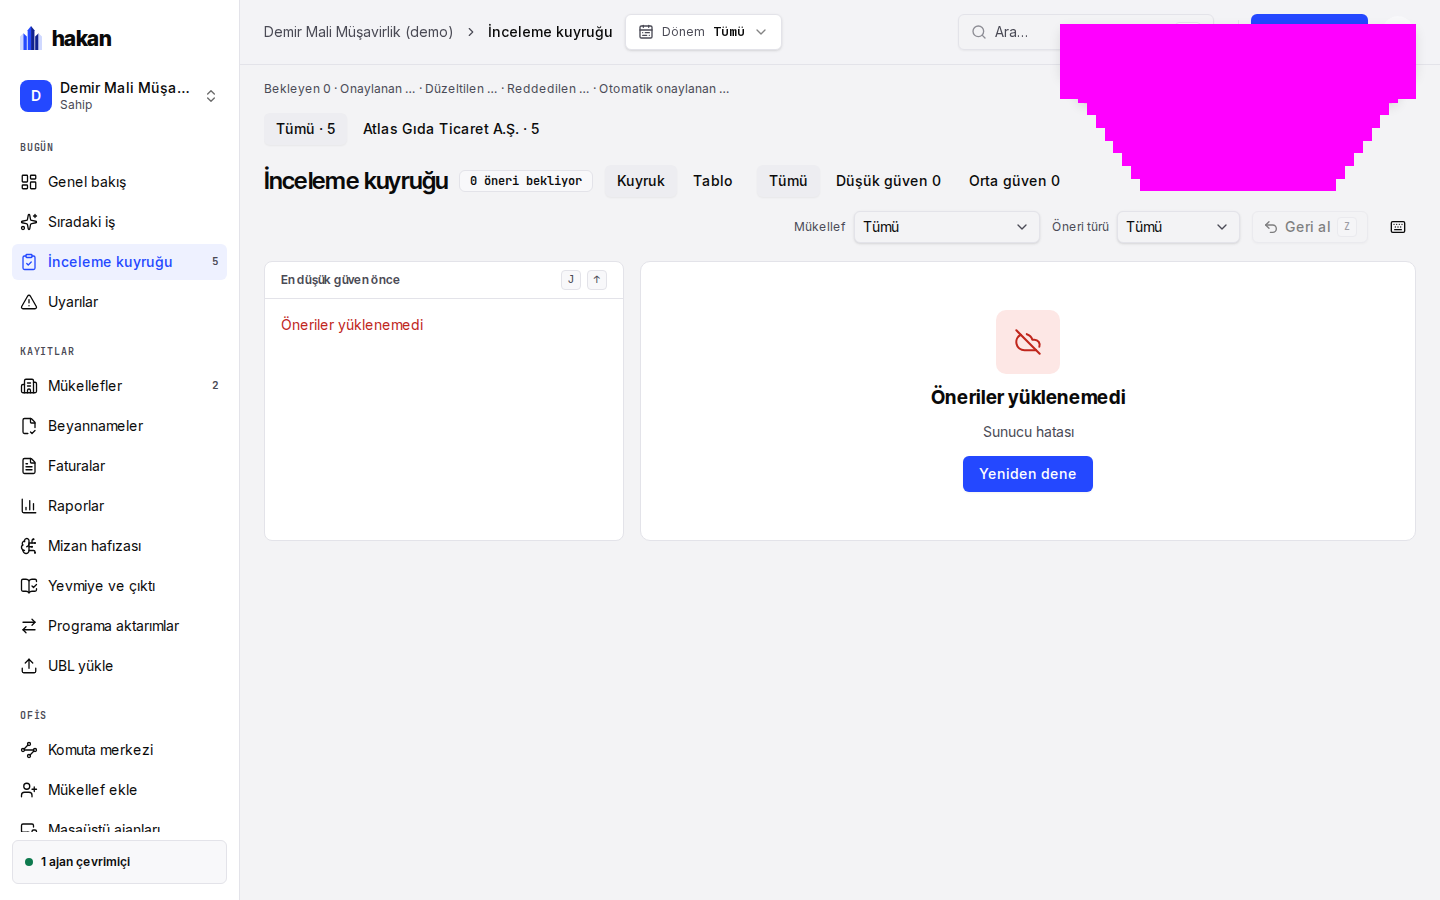 hakan
Demir Mali Müşavirlik (demo) > İnceleme kuyruğu
Dönem Tümü
Ara...
D
Demir Mali Müşa...
Sahip
BUGÜN
Genel bakış
Sıradaki iş
İnceleme kuyruğu 5
Uyarılar
KAYITLAR
Mükellefler 2
Beyannameler
Faturalar
Raporlar
Mizan hafızası
Yevmiye ve çıktı
Programa aktarımlar
UBL yükle
OFİS
Komuta merkezi
Mükellef ekle
Masaüstü ajanları
1 ajan çevrimiçi
Bekleyen 0 · Onaylanan ... · Düzeltilen ... · Reddedilen ... · Otomatik onaylanan ...
Tümü · 5 Atlas Gıda Ticaret A.Ş. · 5
İnceleme kuyruğu 0 öneri bekliyor Kuyruk Tablo Tümü Düşük güven 0 Orta güven 0
Mükellef Tümü Öneri türü Tümü Geri al Z
En düşük güven önce J ↑
Öneriler yüklenemedi
Öneriler yüklenemedi
Sunucu hatası
Yeniden dene